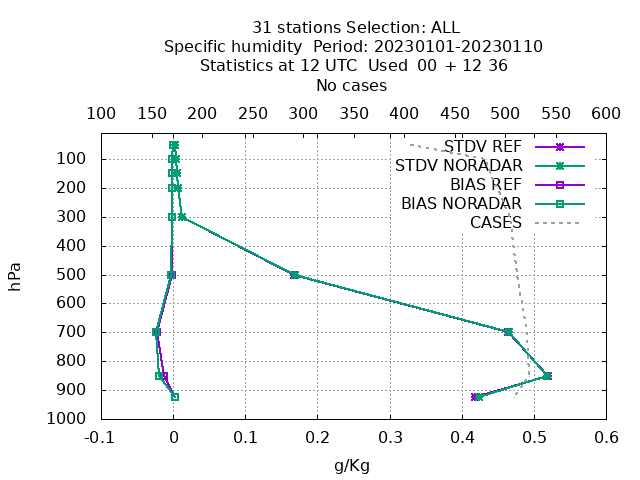 31 stations Selection: ALL
Specific humidity  Period: 20230101-20230110
Statistics at 12 UTC  Used  00 + 12 36
No cases
100 150 200 250 300 350 400 450 500 550 600
STDV REF
STDV NORADAR
BIAS REF
BIAS NORADAR
CASES
100
200
300
400
500
600
700
800
900
1000
hPa
-0.1 0 0.1 0.2 0.3 0.4 0.5 0.6
g/Kg